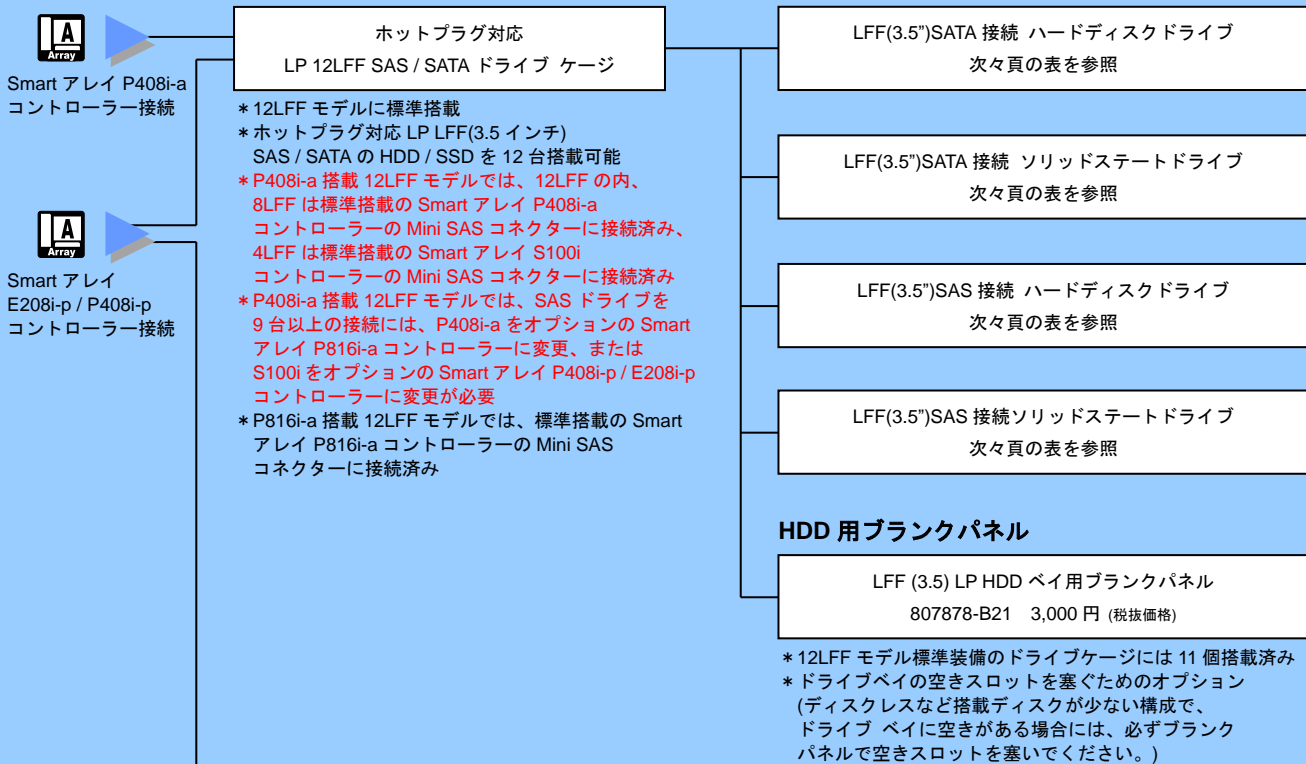 A
Array
Smart アレイ P408i-a
コントローラー接続
A
Array
Smart アレイ
E208i-p / P408i-p
コントローラー接続
ホットプラグ対応
LP 12LFF SAS / SATA ドライブ ケージ
＊12LFF モデルに標準搭載
＊ホットプラグ対応 LP LFF(3.5 インチ)
SAS / SATA の HDD / SSD を 12 台搭載可能
＊P408i-a 搭載 12LFF モデルでは、12LFF の内、
8LFF は標準搭載の Smart アレイ P408i-a
コントローラーの Mini SAS コネクターに接続済み、
4LFF は標準搭載の Smart アレイ S100i
コントローラーの Mini SAS コネクターに接続済み
＊P408i-a 搭載 12LFF モデルでは、SAS ドライブを
9 台以上の接続には、P408i-a をオプションの Smart
アレイ P816i-a コントローラーに変更、または
S100i をオプションの Smart アレイ P408i-p / E208i-p
コントローラーに変更が必要
＊P816i-a 搭載 12LFF モデルでは、標準搭載の Smart
アレイ P816i-a コントローラーの Mini SAS
コネクターに接続済み
LFF(3.5”)SATA 接続 ハードディスクドライブ
次々頁の表を参照
LFF(3.5”)SATA 接続 ソリッドステートドライブ
次々頁の表を参照
LFF(3.5”)SAS 接続 ハードディスクドライブ
次々頁の表を参照
LFF(3.5”)SAS 接続ソリッドステートドライブ
次々頁の表を参照
HDD 用ブランクパネル
LFF (3.5) LP HDD ベイ用ブランクパネル
807878-B21 3,000 円 (税抜価格)
＊12LFF モデル標準装備のドライブケージには 11 個搭載済み
＊ドライブベイの空きスロットを塞ぐためのオプション
(ディスクレスなど搭載ディスクが少ない構成で、
ドライブ ベイに空きがある場合には、必ずブランク
パネルで空きスロットを塞いでください。)